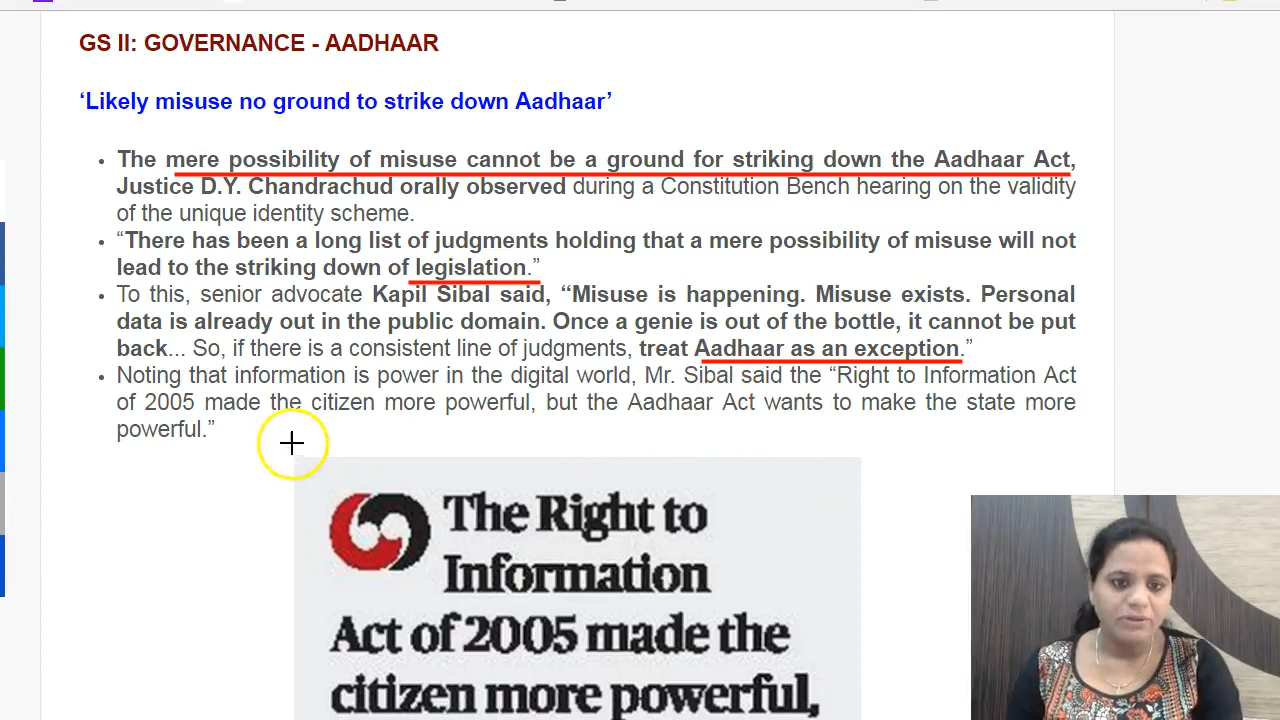 GS II: GOVERNANCE - AADHAAR
‘Likely misuse no ground to strike down Aadhaar’
• The mere possibility of misuse cannot be a ground for striking down the Aadhaar Act,
Justice D.Y. Chandrachud orally observed during a Constitution Bench hearing on the validity
of the unique identity scheme.
• “There has been a long list of judgments holding that a mere possibility of misuse will not
lead to the striking down of legislation.”
• To this, senior advocate Kapil Sibal said, “Misuse is happening. Misuse exists. Personal
data is already out in the public domain. Once a genie is out of the bottle, it cannot be put
back... So, if there is a consistent line of judgments, treat Aadhaar as an exception.”
• Noting that information is power in the digital world, Mr. Sibal said the “Right to Information Act
of 2005 made the citizen more powerful, but the Aadhaar Act wants to make the state more
powerful.”
The Right to
Information
Act of 2005 made the
citizen more powerful,